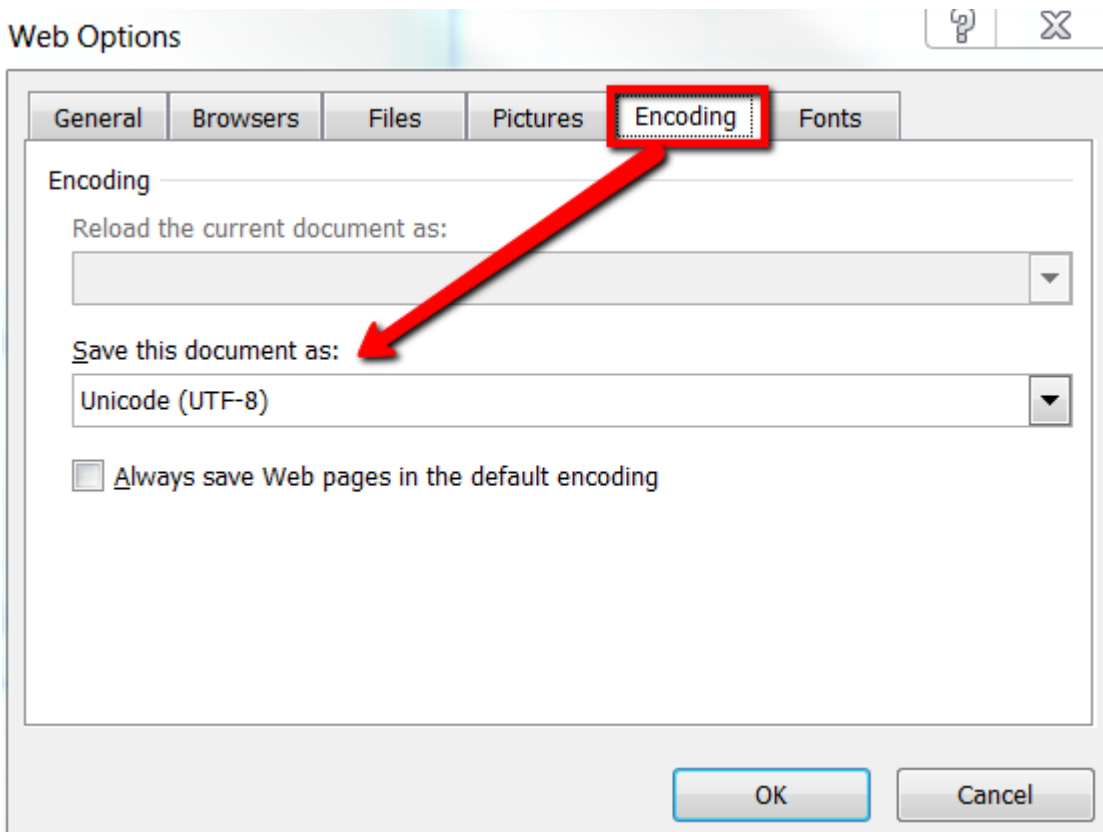 Web Options
General Browsers Files Pictures Encoding Fonts
Encoding
Reload the current document as:
Save this document as:
Unicode (UTF-8)
Always save Web pages in the default encoding
OK Cancel